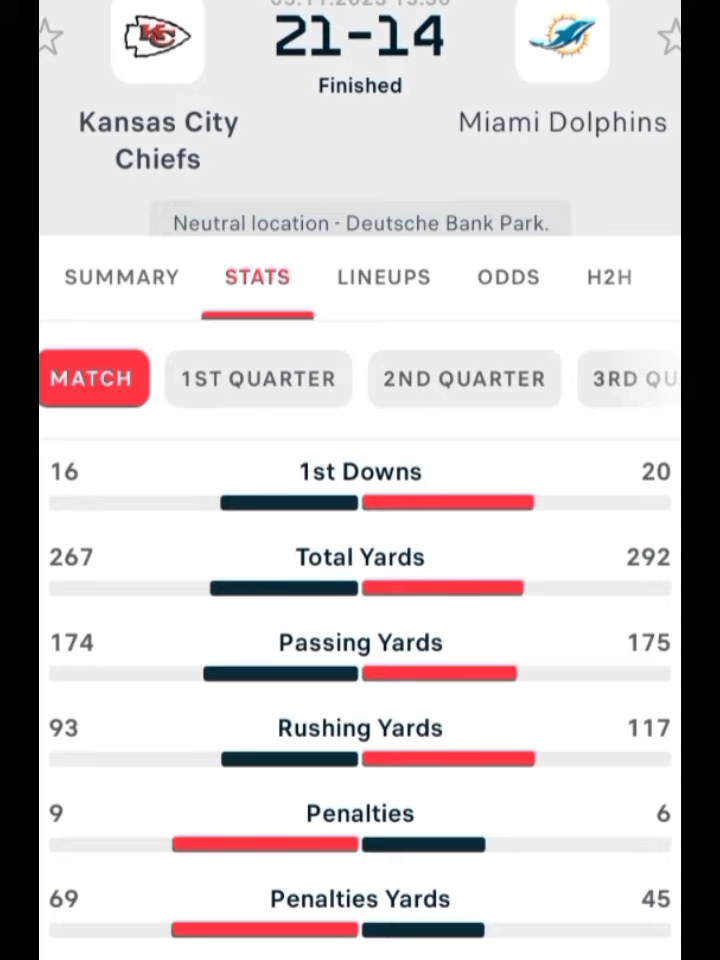 21-14
Finished
Kansas City
Chiefs
Miami Dolphins
Neutral location - Deutsche Bank Park.
SUMMARY STATS LINEUPS ODDS H2H
MATCH 1ST QUARTER 2ND QUARTER 3RD QU
16 1st Downs 20
267 Total Yards 292
174 Passing Yards 175
93 Rushing Yards 117
9 Penalties 6
69 Penalties Yards 45